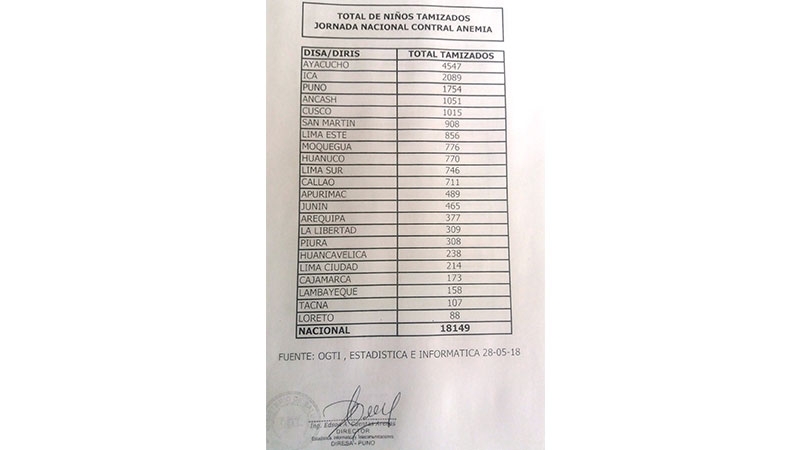 TOTAL DE NIÑOS TAMIZADOS
JORNADA NACIONAL CONTRAL ANEMIA
DISA/DIRIS TOTAL TAMIZADOS
AYACUCHO 4547
ICA 2089
PUNO 1754
ANCASH 1051
CUSCO 1015
SAN MARTIN 908
LIMA ESTE 856
MOQUEGUA 776
HUANUCO 770
LIMA SUR 746
CALLAO 711
APURIMAC 489
JUNIN 465
AREQUIPA 377
LA LIBERTAD 309
PIURA 308
HUANCAVELICA 238
LIMA CIUDAD 214
CAJAMARCA 173
LAMBAYEQUE 158
TACNA 107
LORETO 88
NACIONAL 18149
FUENTE: OGTI , ESTADISTICA E INFORMATICA 28-05-18
Ing. Edson A.
DIRECTOR
Estadística Informática Telecomunicaciones
DIRESA - PUNO